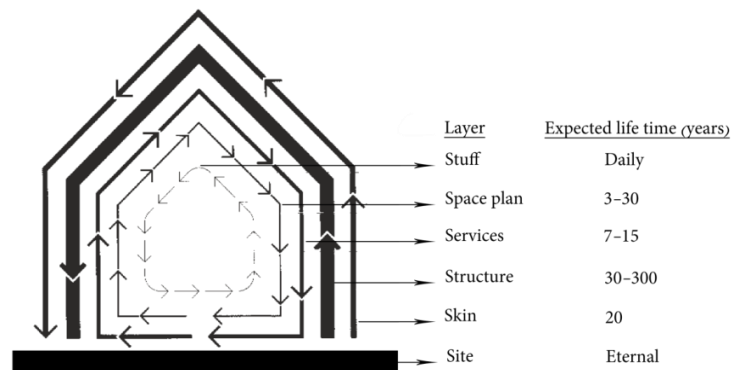 Layer Expected life time (years)
Stuff Daily
Space plan 3–30
Services 7–15
Structure 30–300
Skin 20
Site Eternal